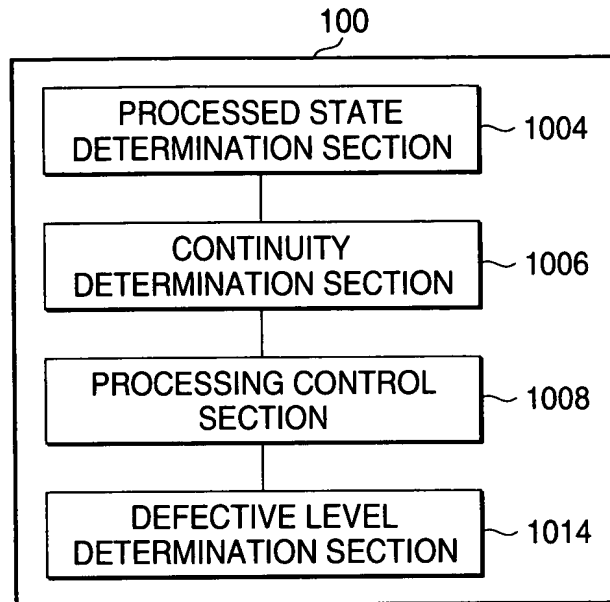 100
PROCESSED STATE
DETERMINATION SECTION
1004
CONTINUITY
DETERMINATION SECTION
1006
PROCESSING CONTROL
SECTION
1008
DEFECTIVE LEVEL
DETERMINATION SECTION
1014